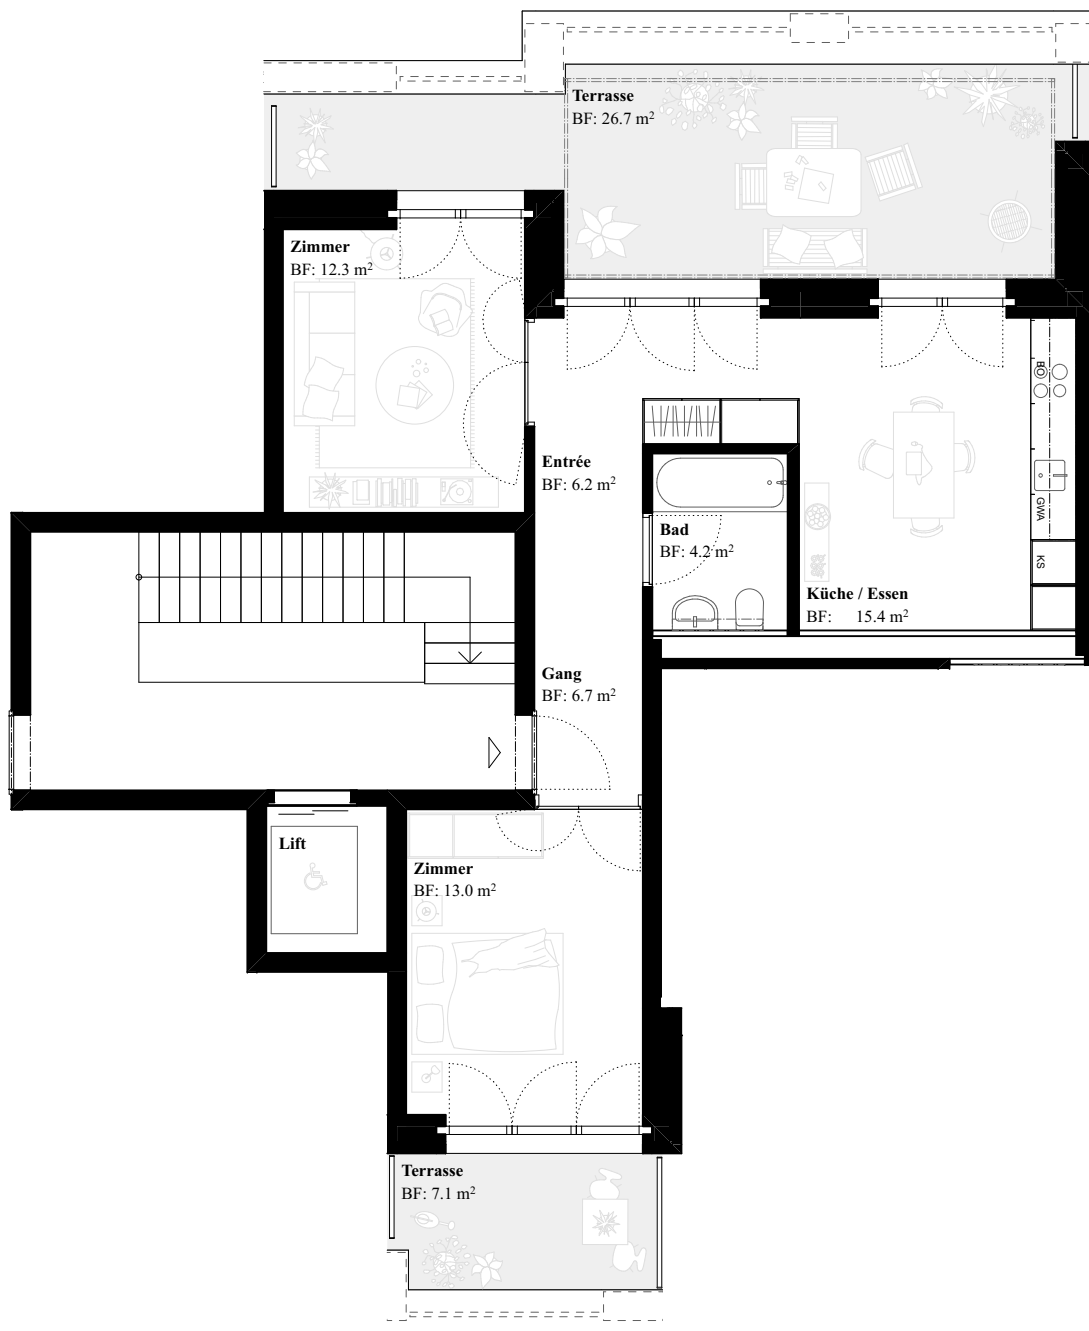 Terrasse
BF: 26.7 m²
Zimmer
BF: 12.3 m²
BO
Entrée
BF: 6.2 m²
GWA
Bad
BF: 4.2 m²
KS
Küche / Essen
BF: 15.4 m²
Gang
BF: 6.7 m²
Lift
Zimmer
BF: 13.0 m²
Terrasse
BF: 7.1 m²